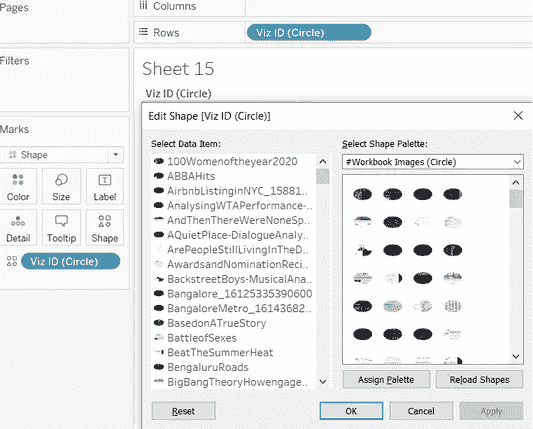 Pages
Columns
Rows
Viz ID (Circle)
Filters
Sheet 15
Viz ID (Circle)
Marks
Shape
Color
Size
Label
Detail
Tooltip
Shape
Viz ID (Circle)
Edit Shape [Viz ID (Circle)]
Select Data Item:
100Womenoftheyear2020
ABBAHits
AirbnbListinginNYC_15881..
AnalysingWTAPerformance-..
AndThenThereWereNoneSp..
AQuietPlace-DialogueAnaly..
ArePeopleStillLivingInTheD..
AwardsandNominationReci..
BackstreetBoys-MusicalAna..
Bangalore_16125335390600
BangaloreMetro_16143682..
BasedonATrueStory
BattleofSexes
BeatTheSummerHeat
BengaluruRoads
BigBangTheoryHowengage..
Select Shape Palette:
#Workbook Images (Circle)
Assign Palette
Reload Shapes
Reset
OK
Cancel
Apply